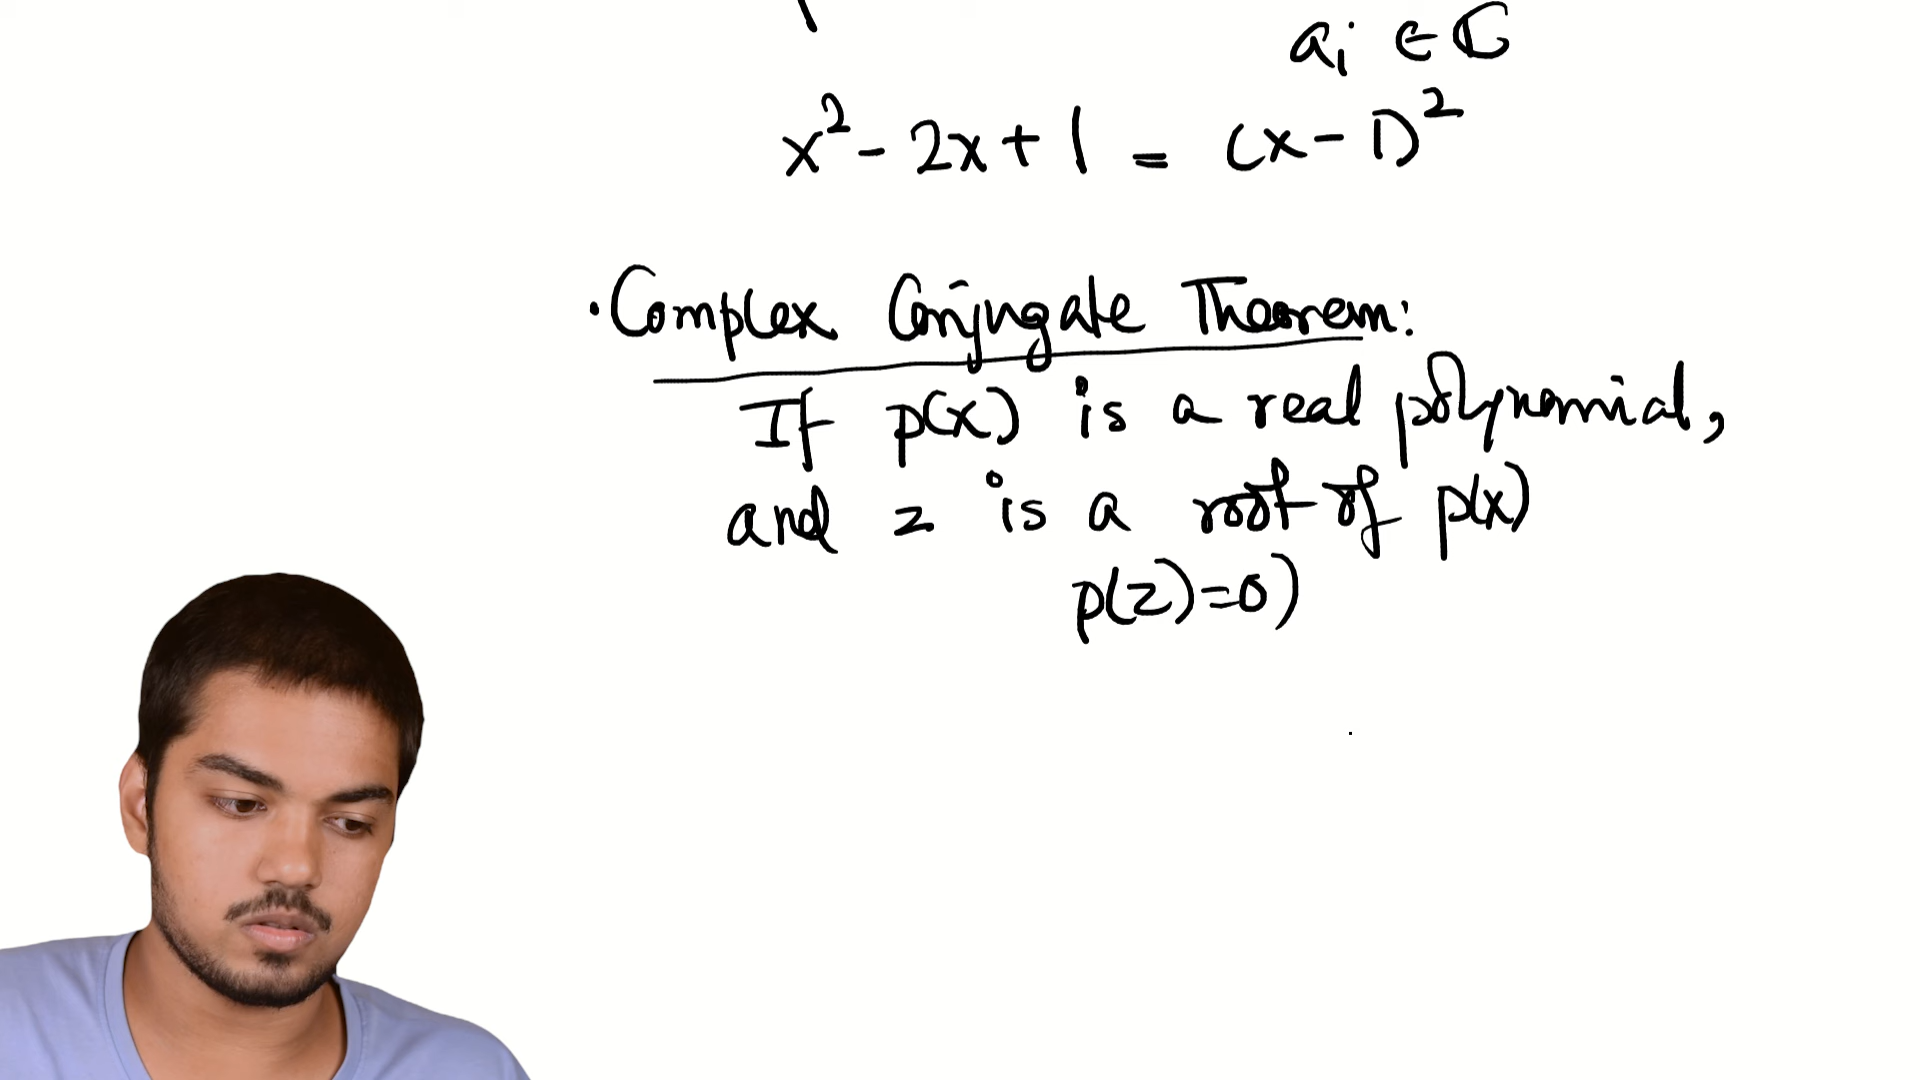 aᵢ ∈ ℂ
x² - 2x + 1 = (x - 1)²
· Complex Conjugate Theorem:
If p(x) is a real polynomial,
and z is a root of p(x)
p(z)=0)